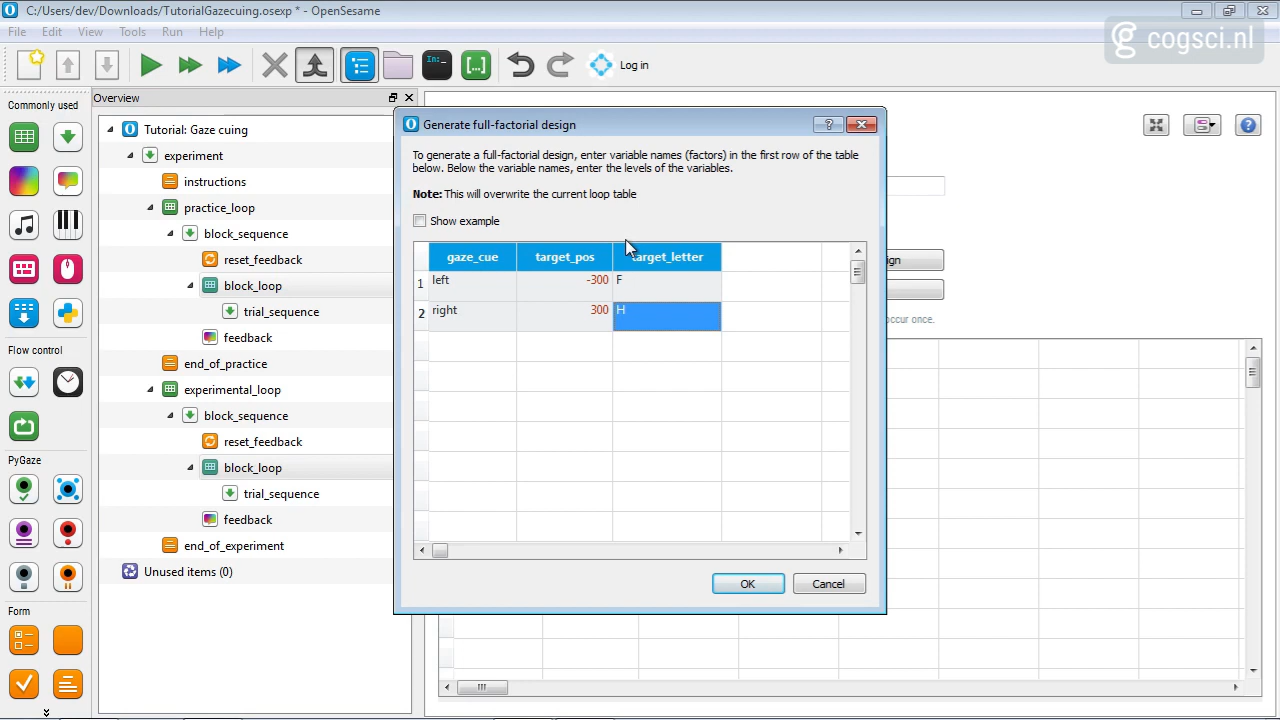 C:/Users/dev/Downloads/TutorialGazecuing.osexp * - OpenSesame
cogsci.nl
File Edit View Tools Run Help
In:_
Log in
Commonly used
Overview
Tutorial: Gaze cuing
experiment
instructions
practice_loop
block_sequence
reset_feedback
block_loop
trial_sequence
feedback
end_of_practice
experimental_loop
block_sequence
reset_feedback
block_loop
trial_sequence
feedback
end_of_experiment
Unused items (0)
Flow control
PyGaze
Form
Generate full-factorial design
To generate a full-factorial design, enter variable names (factors) in the first row of the table
below. Below the variable names, enter the levels of the variables.
Note: This will overwrite the current loop table
Show example
gaze_cue target_pos target_letter
1 left -300 F
2 right 300 H
OK Cancel
ign
occur once.